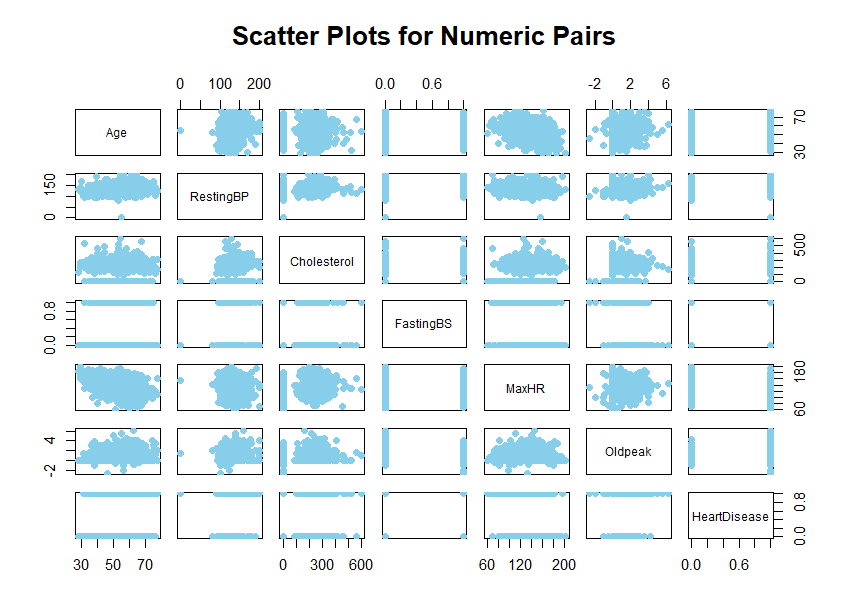 Scatter Plots for Numeric Pairs
0 100 200
0.0 0.6
-2 2 6
Age
30 70
0 150
RestingBP
Cholesterol
0 500
0.0 0.8
FastingBS
MaxHR
60 180
-2 4
Oldpeak
HeartDisease
0.0 0.8
30 50 70
0 300 600
60 120 200
0.0 0.6